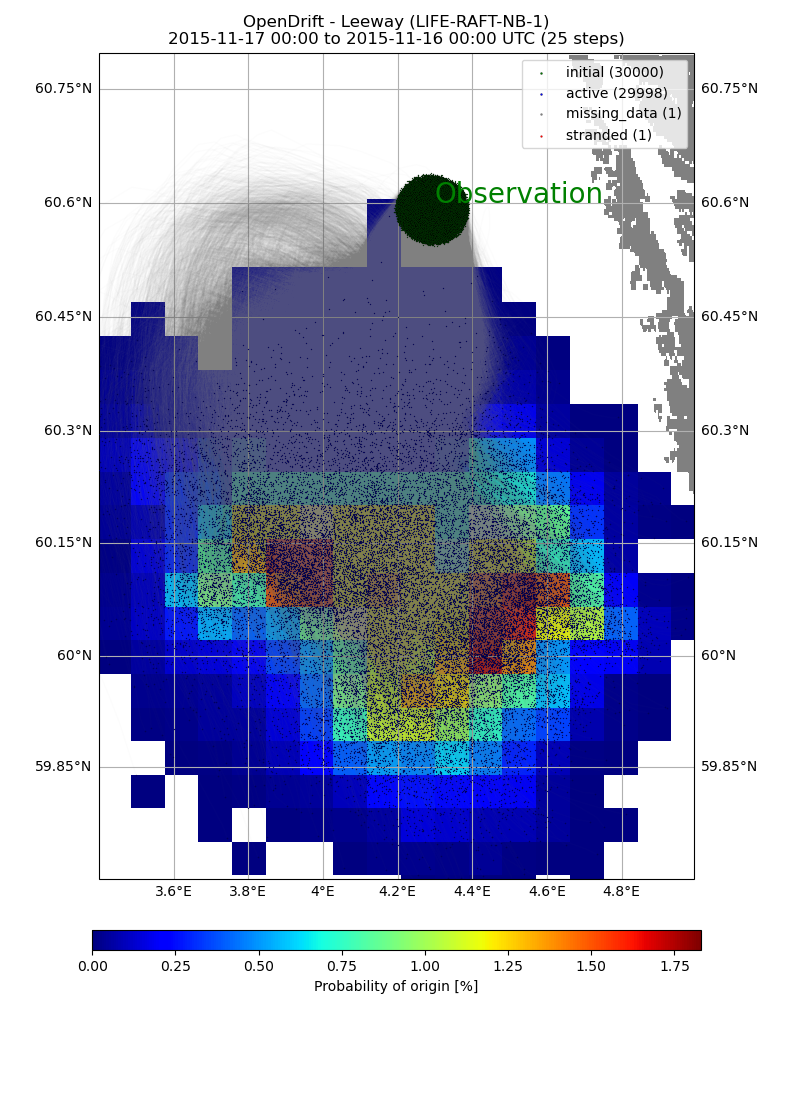 OpenDrift - Leeway (LIFE-RAFT-NB-1)
2015-11-17 00:00 to 2015-11-16 00:00 UTC (25 steps)
initial (30000)
active (29998)
missing_data (1)
stranded (1)
Observation
60.75°N 60.75°N
60.6°N 60.6°N
60.45°N 60.45°N
60.3°N 60.3°N
60.15°N 60.15°N
60°N 60°N
59.85°N 59.85°N
3.6°E 3.8°E 4°E 4.2°E 4.4°E 4.6°E 4.8°E
0.00 0.25 0.50 0.75 1.00 1.25 1.50 1.75
Probability of origin [%]